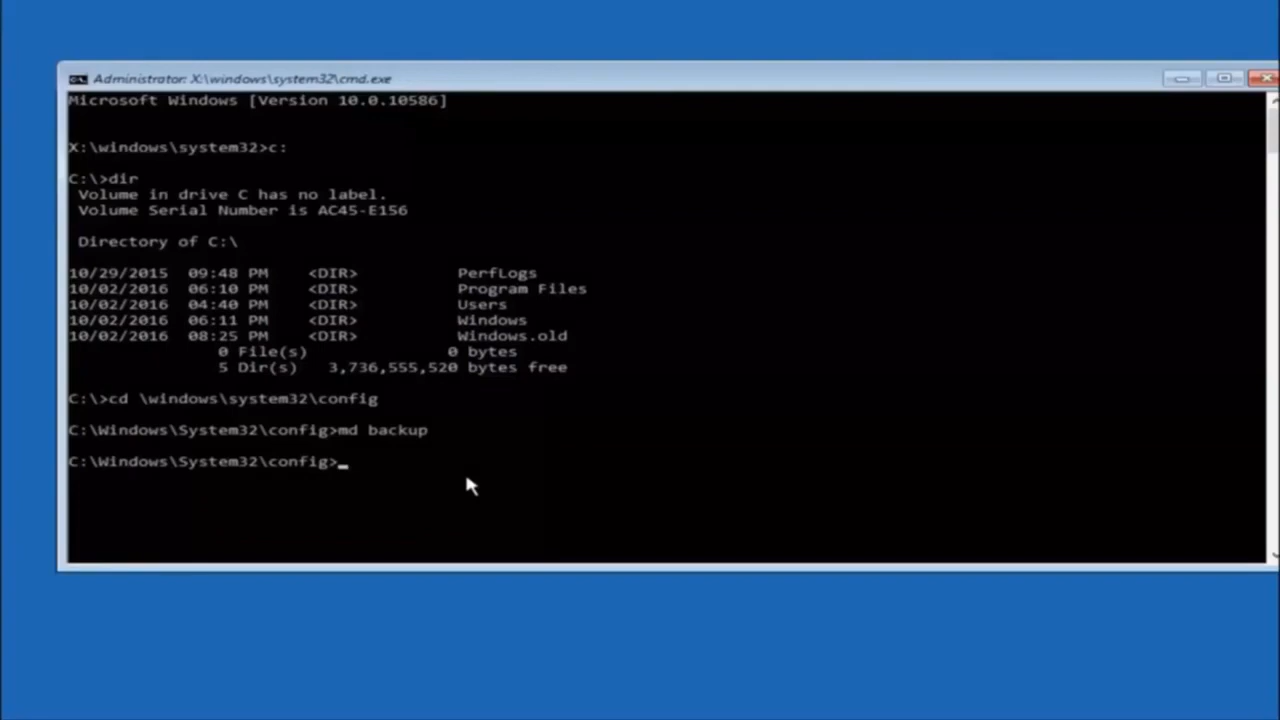 Administrator: X:\windows\system32\cmd.exe
Microsoft Windows [Version 10.0.10586]
X:\windows\system32>c:
C:\>dir
Volume in drive C has no label.
Volume Serial Number is AC45-E156
Directory of C:\
10/29/2015 09:48 PM <DIR> PerfLogs
10/02/2016 06:10 PM <DIR> Program Files
10/02/2016 04:40 PM <DIR> Users
10/02/2016 06:11 PM <DIR> Windows
10/02/2016 08:25 PM <DIR> Windows.old
0 File(s) 0 bytes
5 Dir(s) 3,736,555,520 bytes free
C:\>cd \windows\system32\config
C:\Windows\System32\config>md backup
C:\Windows\System32\config>_